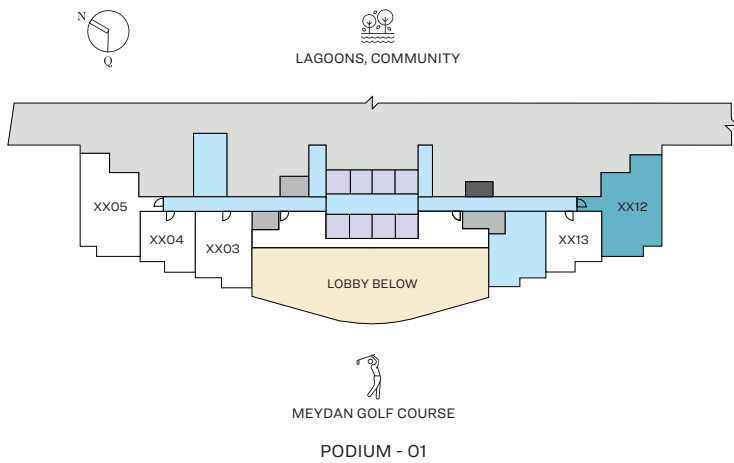 N
Q
LAGOONS, COMMUNITY
XX05
XX12
XX04
XX03
XX13
LOBBY BELOW
MEYDAN GOLF COURSE
PODIUM - 01